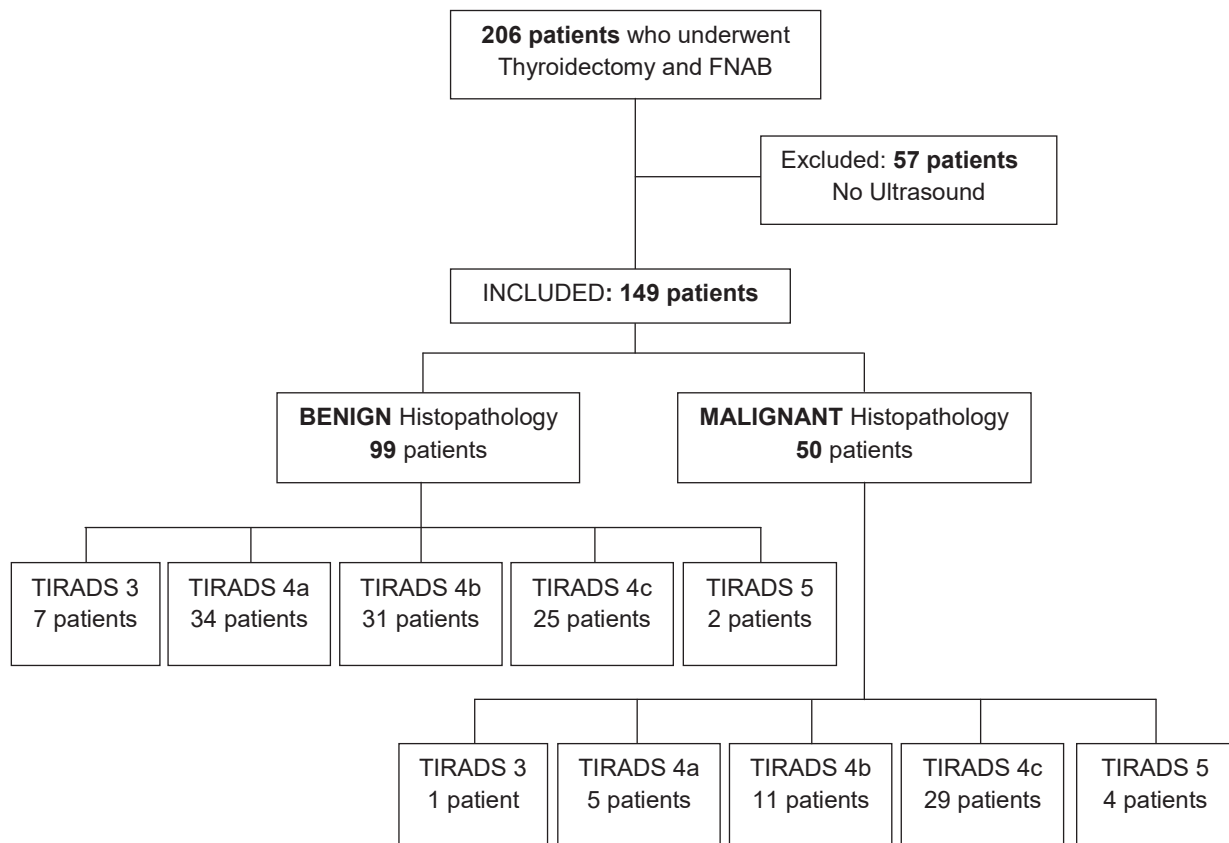 206 patients who underwent
Thyroidectomy and FNAB
Excluded: 57 patients
No Ultrasound
INCLUDED: 149 patients
BENIGN Histopathology
99 patients
MALIGNANT Histopathology
50 patients
TIRADS 3
7 patients
TIRADS 4a
34 patients
TIRADS 4b
31 patients
TIRADS 4c
25 patients
TIRADS 5
2 patients
TIRADS 3
1 patient
TIRADS 4a
5 patients
TIRADS 4b
11 patients
TIRADS 4c
29 patients
TIRADS 5
4 patients